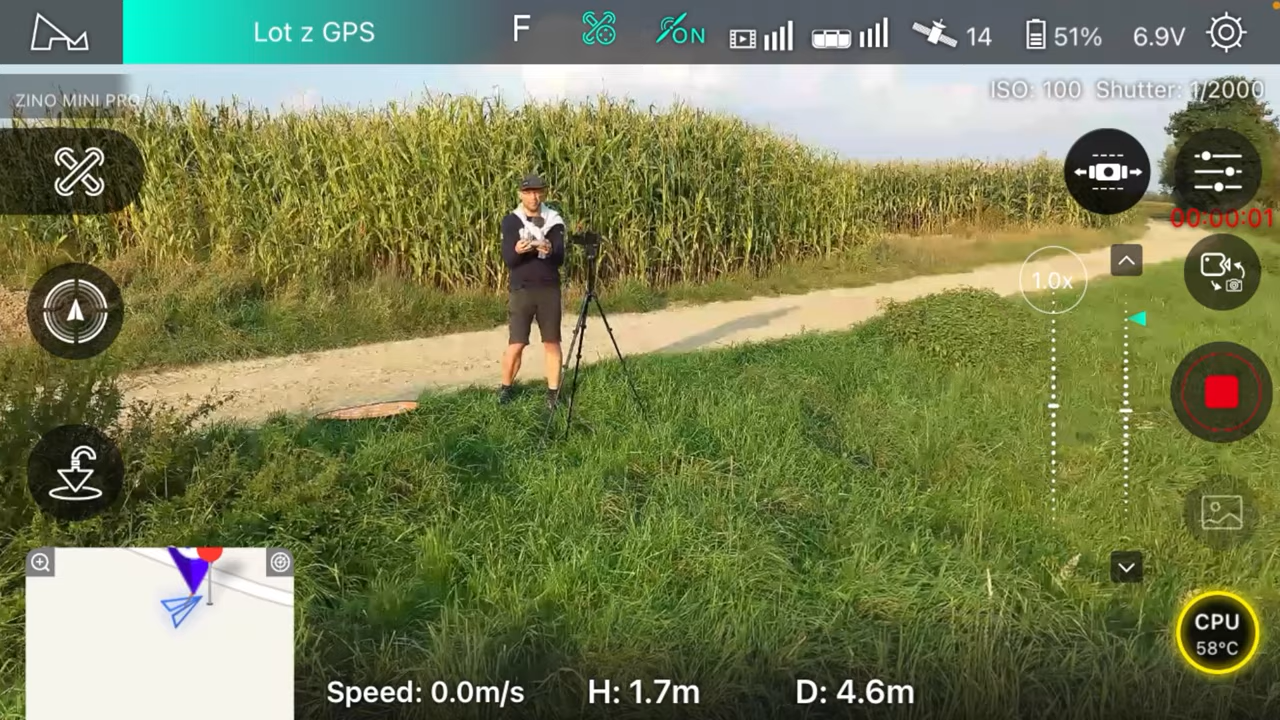 Lot z GPS
F
ON
14
51%
6.9V
ZINO MINI PRO
ISO: 100 Shutter: 1/2000
00:00:01
1.0x
CPU
58°C
Speed: 0.0m/s
H: 1.7m
D: 4.6m